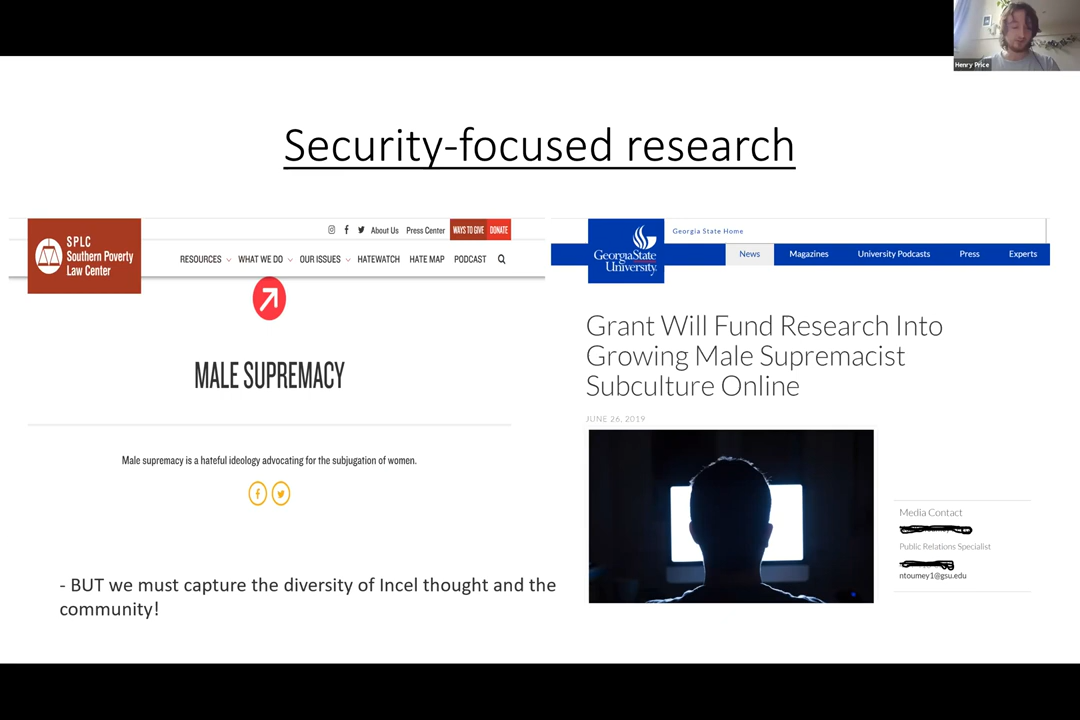 Henry Price
Security-focused research
SPLC
Southern Poverty
Law Center
About Us Press Center WAYS TO GIVE DONATE
RESOURCES WHAT WE DO OUR ISSUES HATEWATCH HATE MAP PODCAST
MALE SUPREMACY
Male supremacy is a hateful ideology advocating for the subjugation of women.
- BUT we must capture the diversity of Incel thought and the
community!
Georgia State Home
GeorgiaState
University
News Magazines University Podcasts Press Experts
Grant Will Fund Research Into
Growing Male Supremacist
Subculture Online
JUNE 26, 2019
Media Contact
Public Relations Specialist
ntoumey1@gsu.edu